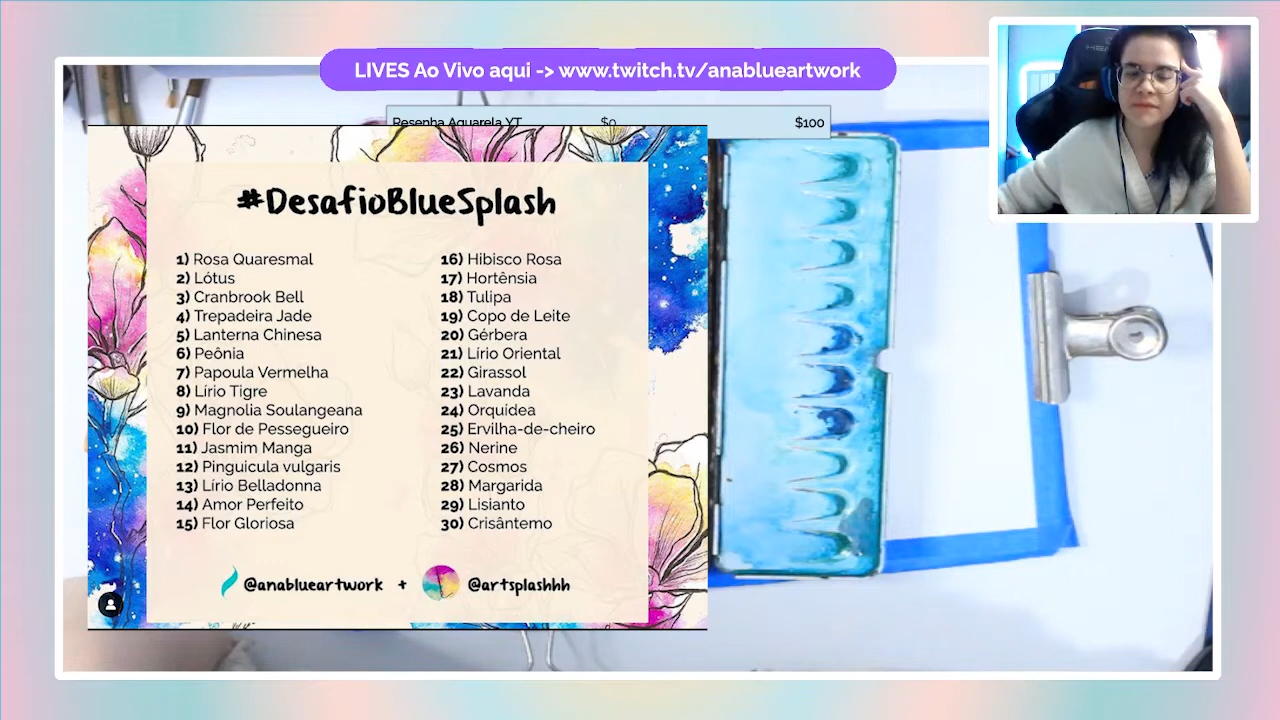 LIVES Ao Vivo aqui -> www.twitch.tv/anablueartwork
Resenha Aquarela YT $0 $100
#DesafioBlueSplash
1) Rosa Quaresmal
2) Lótus
3) Cranbrook Bell
4) Trepadeira Jade
5) Lanterna Chinesa
6) Peônia
7) Papoula Vermelha
8) Lírio Tigre
9) Magnolia Soulangeana
10) Flor de Pessegueiro
11) Jasmim Manga
12) Pinguicula vulgaris
13) Lírio Belladonna
14) Amor Perfeito
15) Flor Gloriosa
16) Hibisco Rosa
17) Hortênsia
18) Tulipa
19) Copo de Leite
20) Gérbera
21) Lírio Oriental
22) Girassol
23) Lavanda
24) Orquídea
25) Ervilha-de-cheiro
26) Nerine
27) Cosmos
28) Margarida
29) Lisianto
30) Crisântemo
@anablueartwork + @artsplashhh